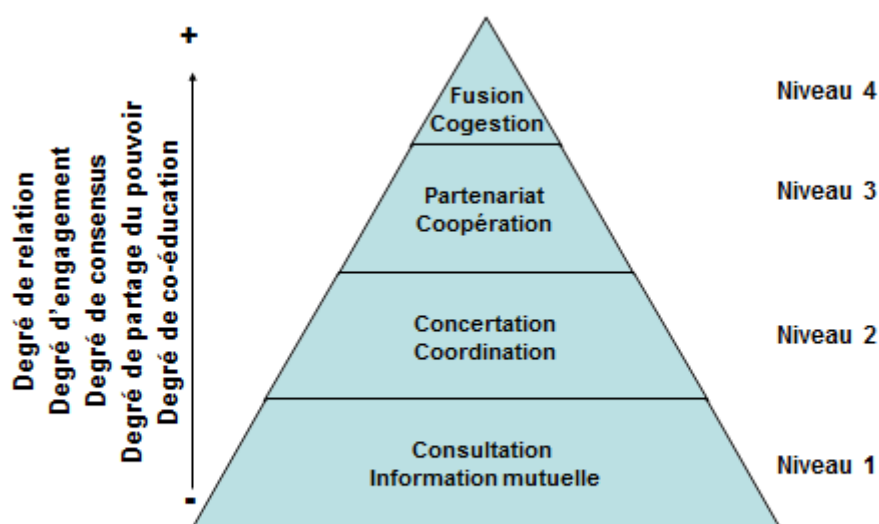 +
Degré de relation
Degré d'engagement
Degré de consensus
Degré de partage du pouvoir
Degré de co-éducation
-
Fusion
Cogestion
Niveau 4
Partenariat
Coopération
Niveau 3
Concertation
Coordination
Niveau 2
Consultation
Information mutuelle
Niveau 1